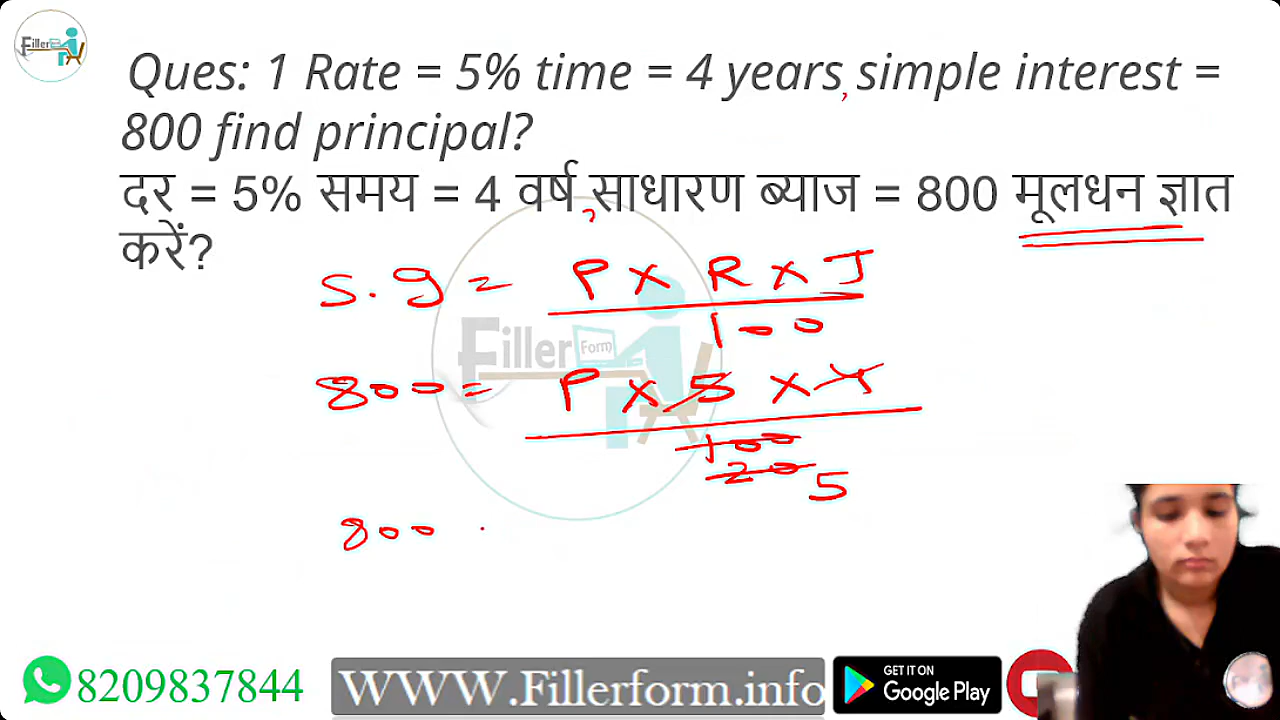 Filler
Ques: 1 Rate = 5% time = 4 years, simple interest =
800 find principal?
दर = 5% समय = 4 वर्ष, साधारण ब्याज = 800 मूलधन ज्ञात
करें?
S.I = P x R x T
100
Filler Form
800 = P x 5 x 4
100
20 5
800
8209837844
WWW.Fillerform.info
GET IT ON
Google Play